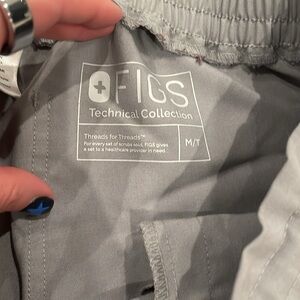 FIGS
Technical Collection
Threads for Threads™
For every set of scrubs sold, FIGS gives
a set to a healthcare provider in need.
M/T